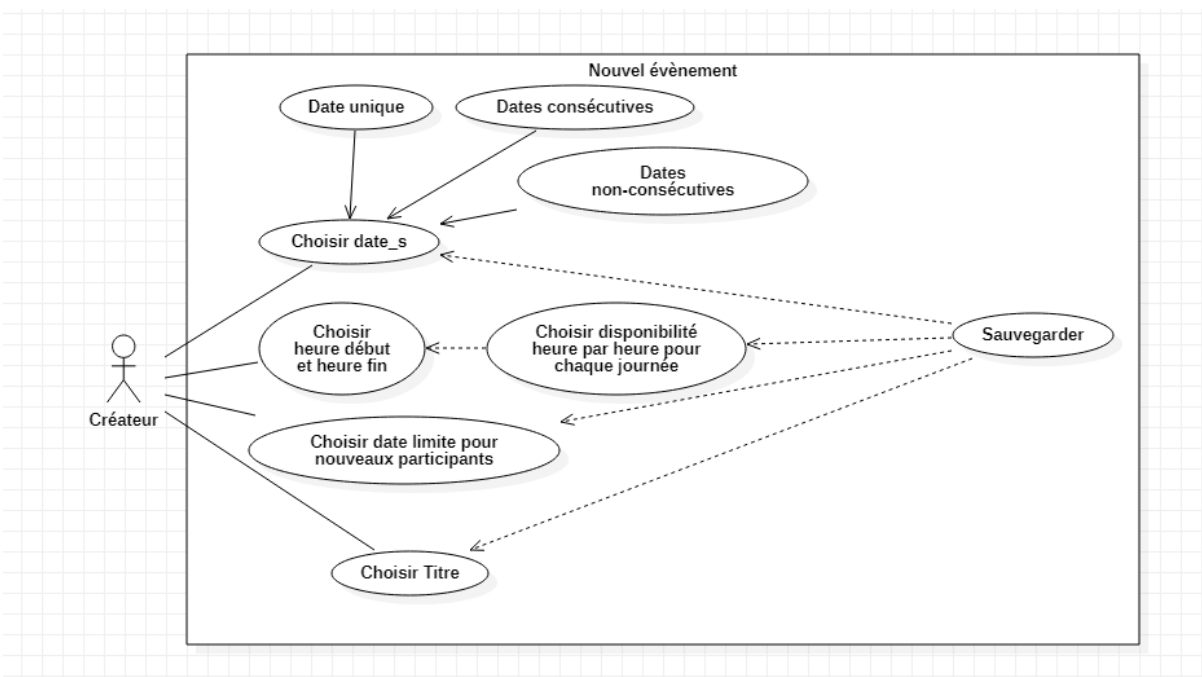 Nouvel évènement
Date unique
Dates consécutives
Dates
non-consécutives
Choisir date_s
Choisir
heure début
et heure fin
Choisir disponibilité
heure par heure pour
chaque journée
Sauvegarder
Créateur
Choisir date limite pour
nouveaux participants
Choisir Titre